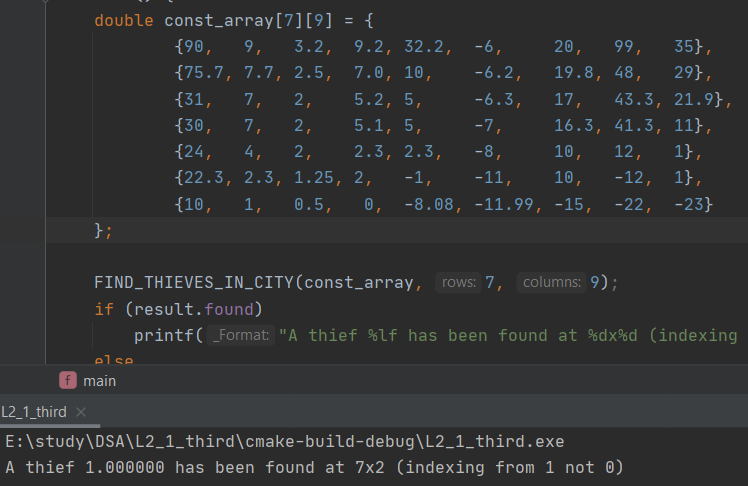 double const_array[7][9] = {
{90, 9, 3.2, 9.2, 32.2, -6, 20, 99, 35},
{75.7, 7.7, 2.5, 7.0, 10, -6.2, 19.8, 48, 29},
{31, 7, 2, 5.2, 5, -6.3, 17, 43.3, 21.9},
{30, 7, 2, 5.1, 5, -7, 16.3, 41.3, 11},
{24, 4, 2, 2.3, 2.3, -8, 10, 12, 1},
{22.3, 2.3, 1.25, 2, -1, -11, 10, -12, 1},
{10, 1, 0.5, 0, -8.08, -11.99, -15, -22, -23}
};
FIND_THIEVES_IN_CITY(const_array, rows: 7, columns: 9);
if (result.found)
printf(_Format: "A thief %lf has been found at %dx%d (indexing
else
f main
L2_1_third ×
E:\study\DSA\L2_1_third\cmake-build-debug\L2_1_third.exe
A thief 1.000000 has been found at 7x2 (indexing from 1 not 0)